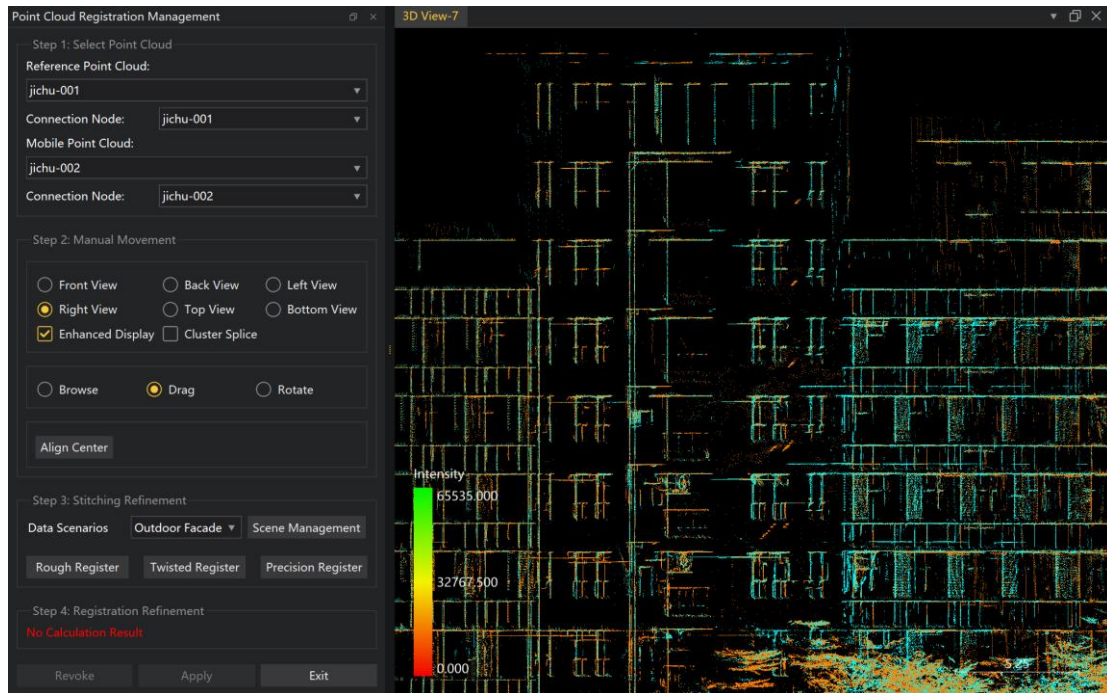 Point Cloud Registration Management
3D View-7
Step 1: Select Point Cloud
Reference Point Cloud:
jichu-001
Connection Node: jichu-001
Mobile Point Cloud:
jichu-002
Connection Node: jichu-002
Step 2: Manual Movement
Front View Back View Left View
Right View Top View Bottom View
Enhanced Display Cluster Splice
Browse Drag Rotate
Align Center
Step 3: Stitching Refinement
Data Scenarios Outdoor Facade Scene Management
Rough Register Twisted Register Precision Register
Step 4: Registration Refinement
No Calculation Result
Revoke Apply Exit
Intensity
65535.000
32767.500
0.000